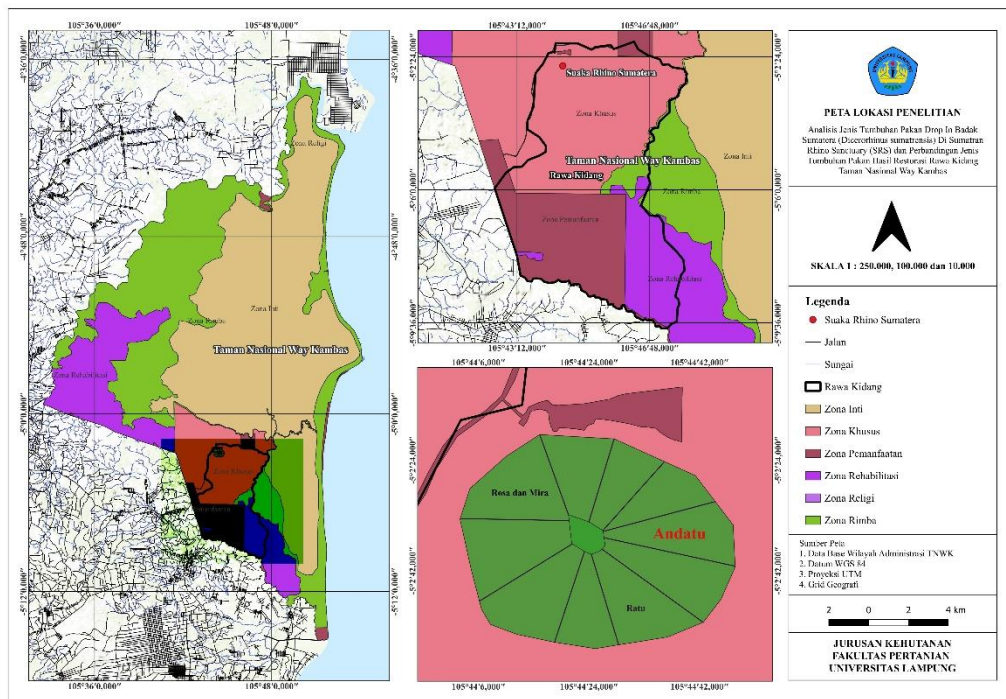 105°36'0,000"
105°48'0,000"
-4°36'0,000"
-4°36'0,000"
Zona Religi
-4°48'0,000"
-4°48'0,000"
Zona Inti
Zona Rimba
Taman Nasional Way Kambas
Zona Rehabilitasi
-5°0'0,000"
-5°0'0,000"
Zona Khusus
-5°12'0,000"
-5°12'0,000"
105°36'0,000"
105°48'0,000"
105°43'12,000"
105°46'48,000"
-5°2'24,000"
-5°2'24,000"
Suaka Rhino Sumatera
Zona Khusus
Zona Inti
Taman Nasional Way Kambas
Rawa Kidang
Zona Rimba
-5°6'0,000"
-5°6'0,000"
Zona Pemanfaatan
Zona Rehabilitasi
-5°9'36,000"
-5°9'36,000"
105°43'12,000"
105°46'48,000"
105°44'6,000"
105°44'24,000"
105°44'42,000"
-5°2'24,000"
-5°2'24,000"
Rosa dan Mira
Andatu
-5°2'42,000"
-5°2'42,000"
Ratu
105°44'6,000"
105°44'24,000"
105°44'42,000"
UNIVERSITAS LAMPUNG
PETA LOKASI PENELITIAN
Analisis Jenis Tumbuhan Pakan Drop In Badak
Sumatera (Dicerorhinus sumatrensis) Di Sumatran
Rhino Sanctuary (SRS) dan Perbandingan Jenis
Tumbuhan Pakan Hasil Restorasi Rawa Kidang
Taman Nasional Way Kambas
SKALA 1 : 250.000, 100.000 dan 10.000
Legenda
Suaka Rhino Sumatera
Jalan
Sungai
Rawa Kidang
Zona Inti
Zona Khusus
Zona Pemanfaatan
Zona Rehabilitasi
Zona Religi
Zona Rimba
Sumber Peta
1. Data Base Wilayah Administrasi TNWK
2. Datum WGS 84
3. Proyeksi UTM
4. Grid Geografi
2 0 2 4 km
JURUSAN KEHUTANAN
FAKULTAS PERTANIAN
UNIVERSITAS LAMPUNG